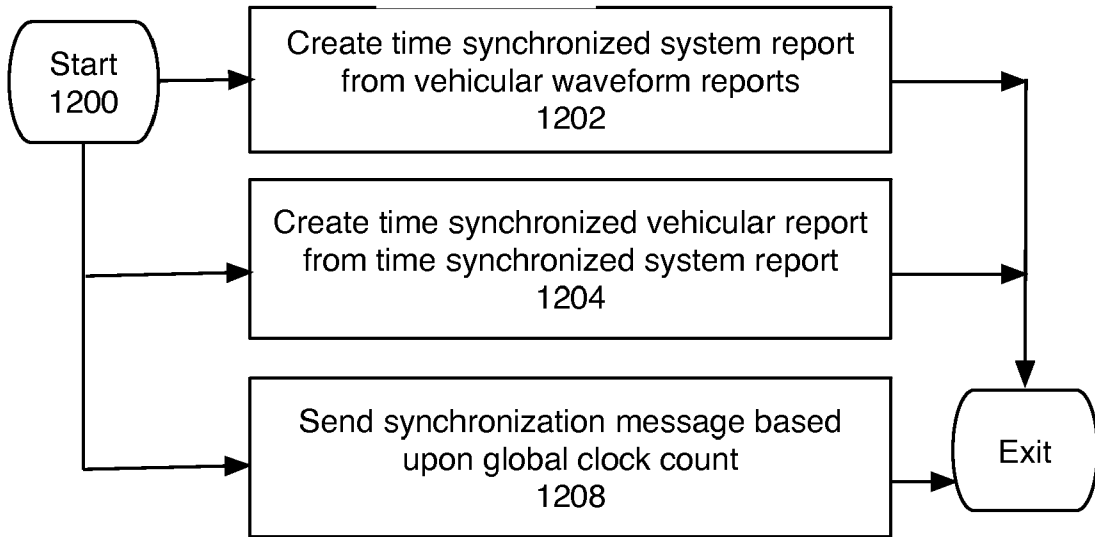 Start
1200
Create time synchronized system report
from vehicular waveform reports
1202
Create time synchronized vehicular report
from time synchronized system report
1204
Send synchronization message based
upon global clock count
1208
Exit